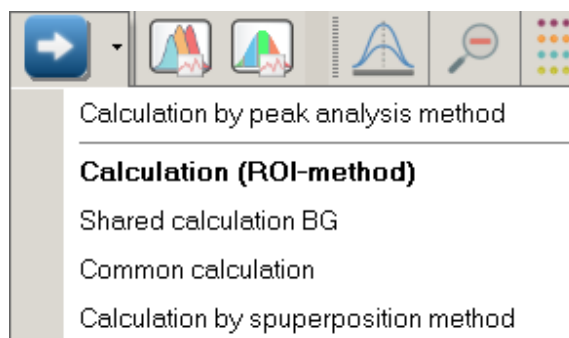 Calculation by peak analysis method
Calculation (ROI-method)
Shared calculation BG
Common calculation
Calculation by spuperposition method